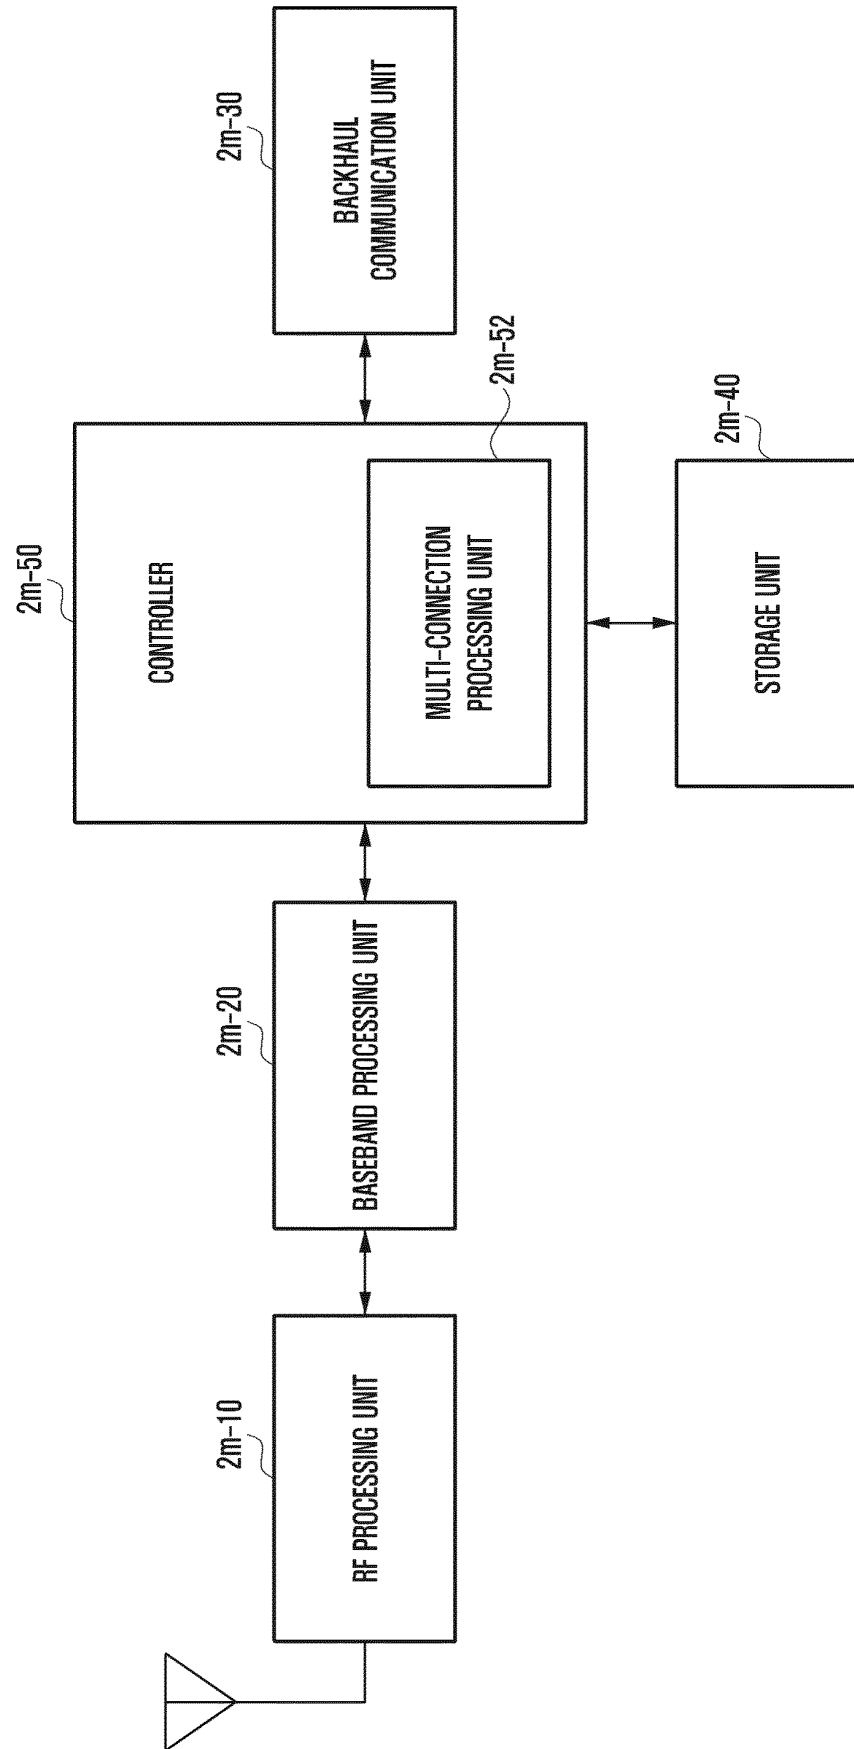 2m-10
RF PROCESSING UNIT
2m-20
BASEBAND PROCESSING UNIT
2m-50
CONTROLLER
2m-52
MULTI-CONNECTION
PROCESSING UNIT
2m-30
BACKHAUL
COMMUNICATION UNIT
2m-40
STORAGE UNIT